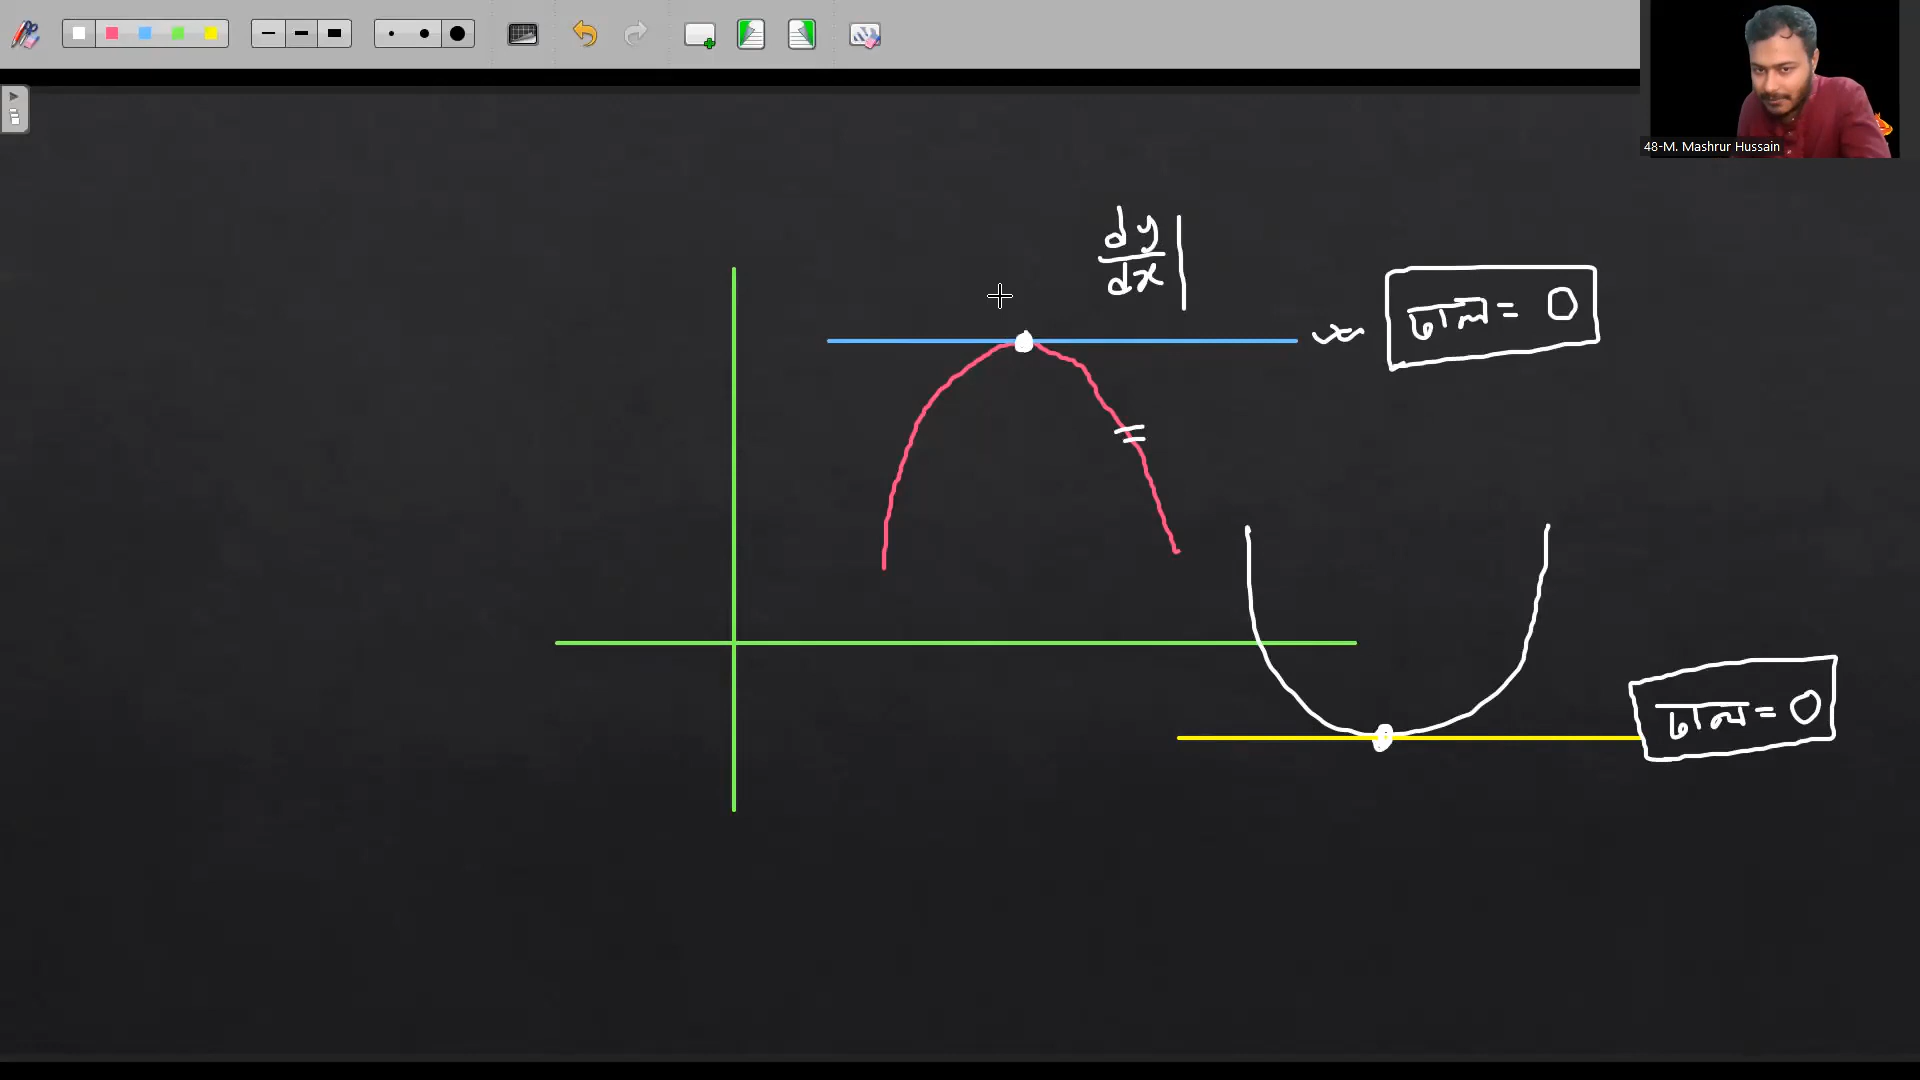 48-M. Mashrur Hussain
dy
dx
ঢাল = 0
ঢাল = 0